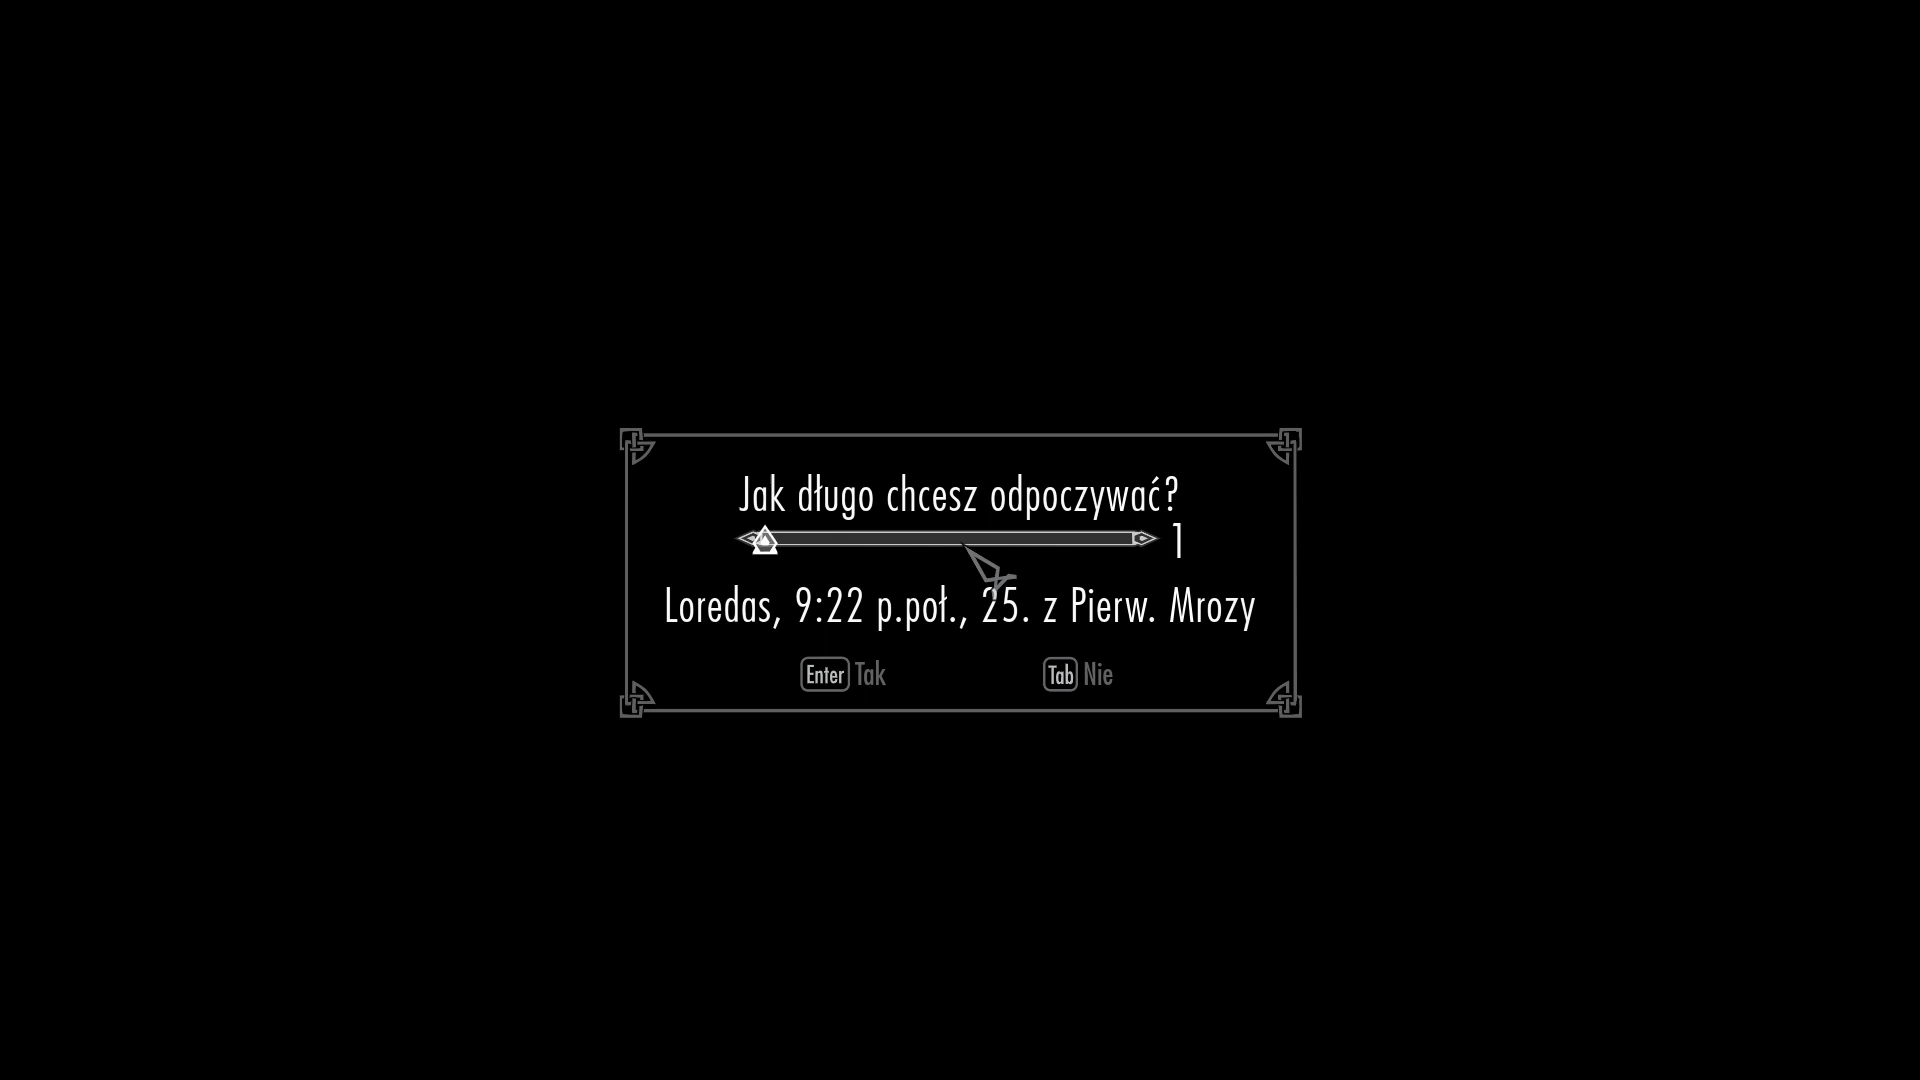 Jak długo chcesz odpoczywać?
1
Loredas, 9:22 p.poł., 25. z Pierw. Mrozy
Enter Tak
Tab Nie